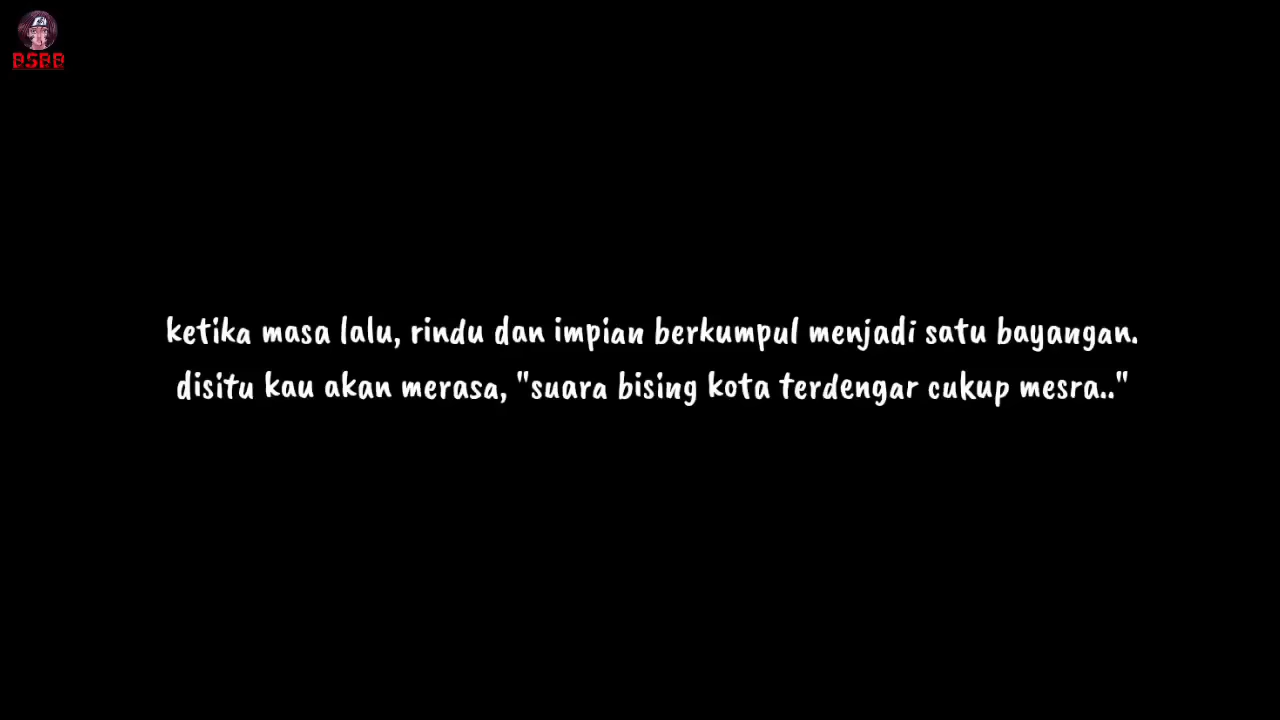 BSBB
ketika masa lalu, rindu dan impian berkumpul menjadi satu bayangan.
disitu kau akan merasa, "suara bising kota terdengar cukup mesra.."